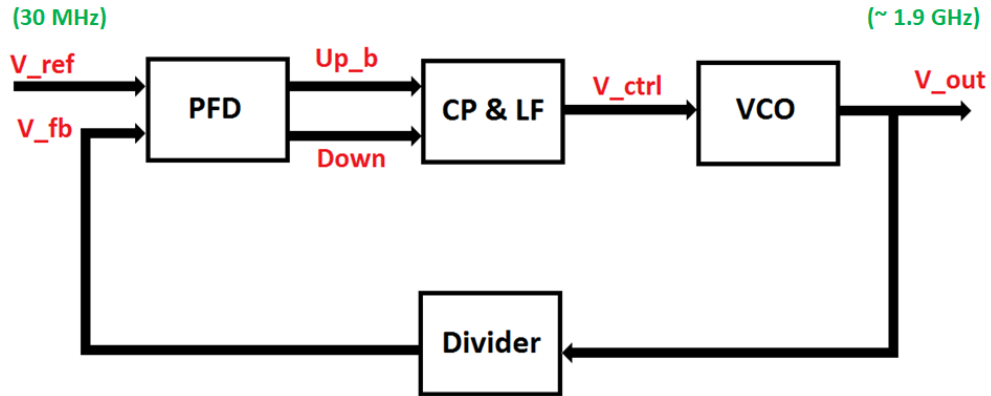 (30 MHz)
(~ 1.9 GHz)
V_ref
Up_b
V_fb
PFD
CP & LF
V_ctrl
VCO
V_out
Down
Divider